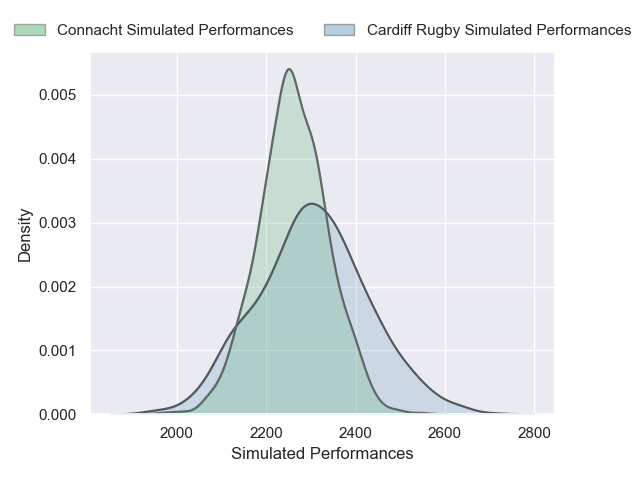 Connacht Simulated Performances Cardiff Rugby Simulated Performances
0.005
0.004
0.003
0.002
0.001
0.000
Density
2000 2200 2400 2600 2800
Simulated Performances